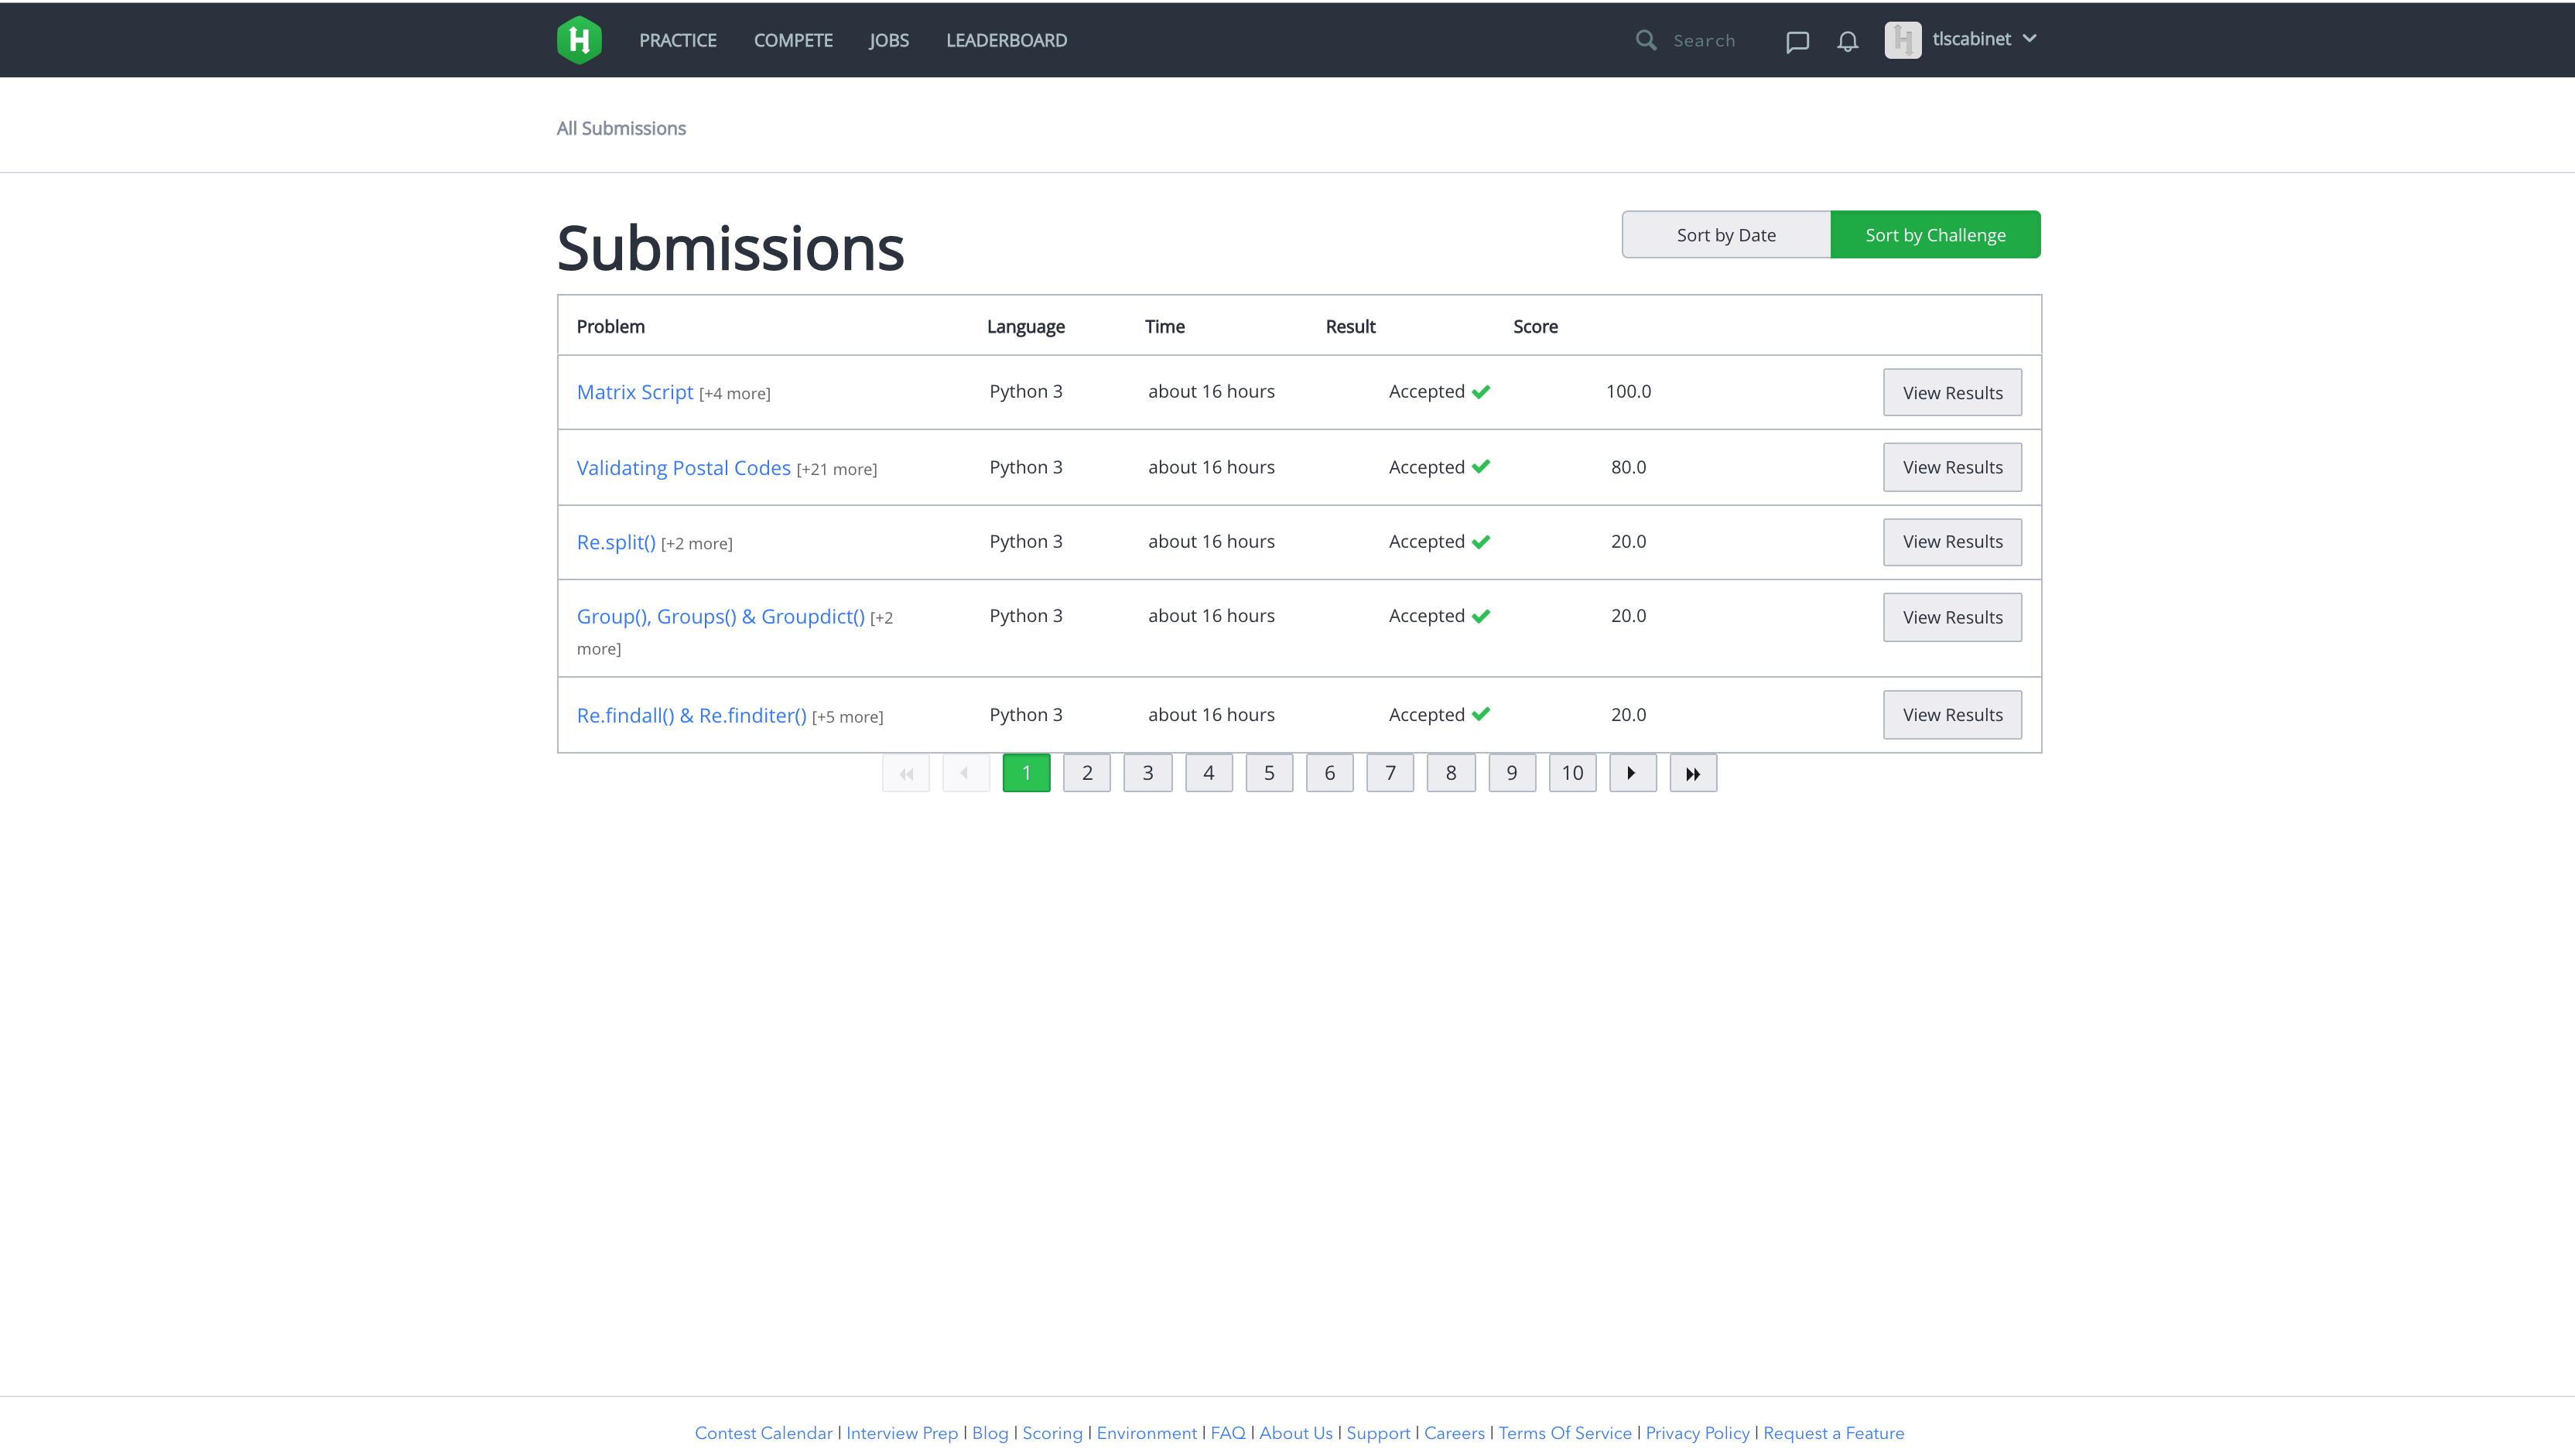 H PRACTICE COMPETE JOBS LEADERBOARD Search tlscabinet
All Submissions
Submissions
Sort by Date Sort by Challenge
Problem Language Time Result Score
Matrix Script [+4 more] Python 3 about 16 hours Accepted 100.0 View Results
Validating Postal Codes [+21 more] Python 3 about 16 hours Accepted 80.0 View Results
Re.split() [+2 more] Python 3 about 16 hours Accepted 20.0 View Results
Group(), Groups() & Groupdict() [+2 Python 3 about 16 hours Accepted 20.0 View Results
more]
Re.findall() & Re.finditer() [+5 more] Python 3 about 16 hours Accepted 20.0 View Results
1 2 3 4 5 6 7 8 9 10
Contest Calendar | Interview Prep | Blog | Scoring | Environment | FAQ | About Us | Support | Careers | Terms Of Service | Privacy Policy | Request a Feature